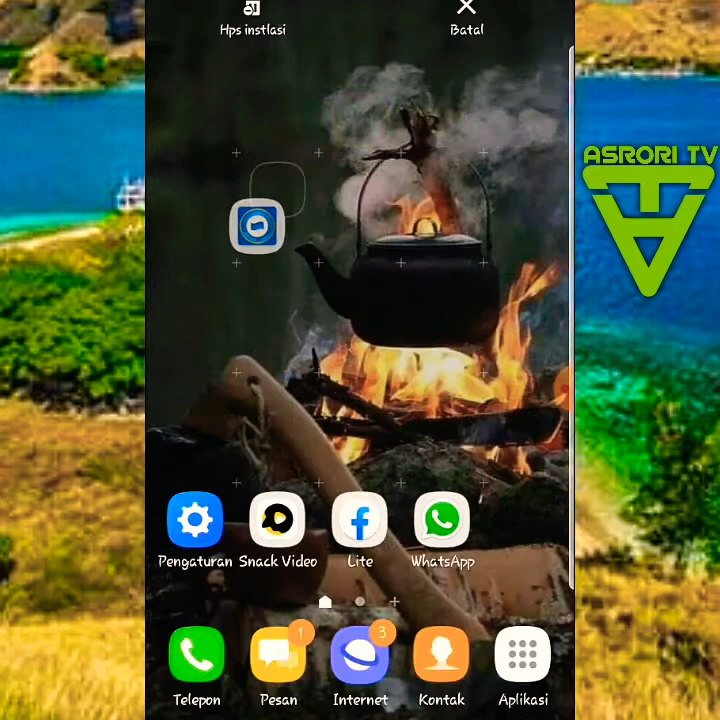 Hps instlasi
Batal
ASRORI TV
Pengaturan
Snack Video
Lite
WhatsApp
1
3
Telepon
Pesan
Internet
Kontak
Aplikasi